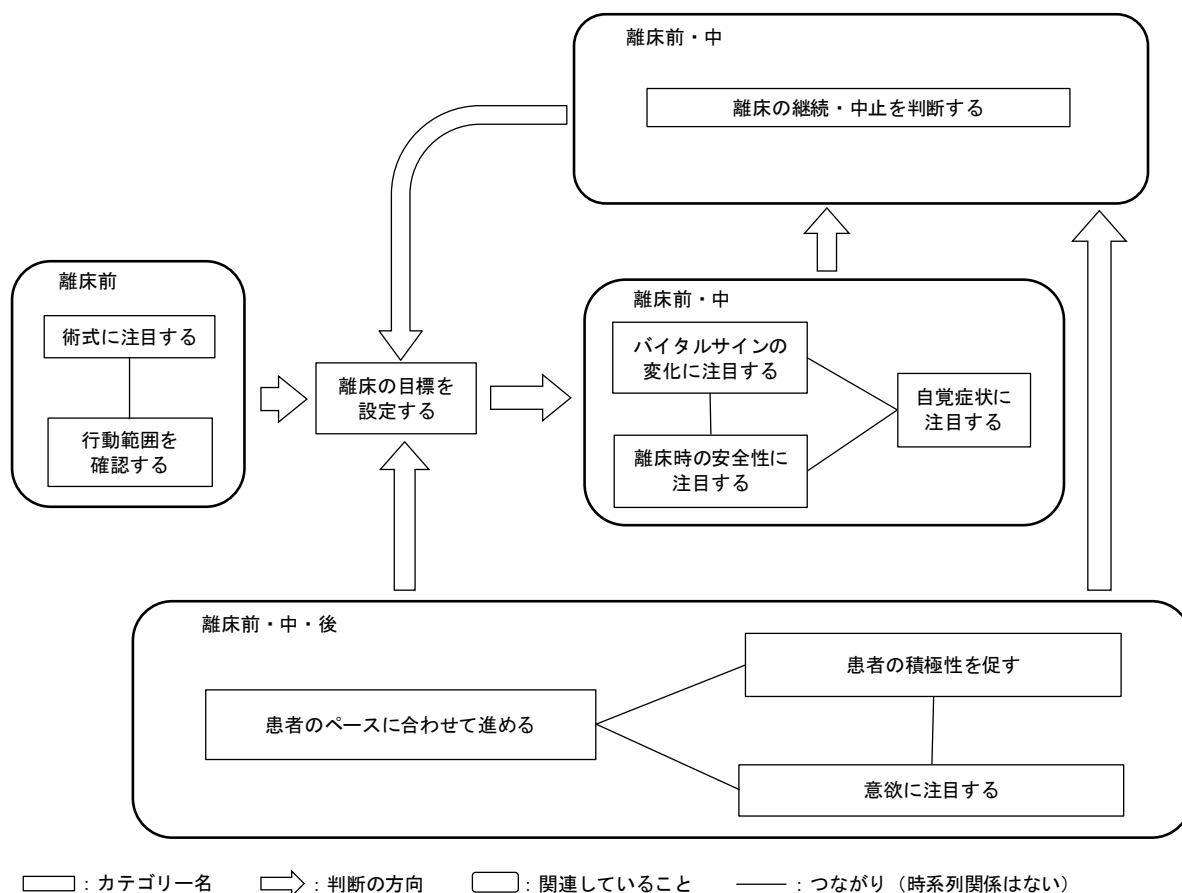 離床前・中
離床の継続・中止を判断する
離床前
術式に注目する
行動範囲を
確認する
離床の目標を
設定する
離床前・中
バイタルサインの
変化に注目する
離床時の安全性に
注目する
自覚症状に
注目する
離床前・中・後
患者のペースに合わせて進める
患者の積極性を促す
意欲に注目する
：カテゴリー名 ：判断の方向 ：関連していること ：つながり（時系列関係はない）